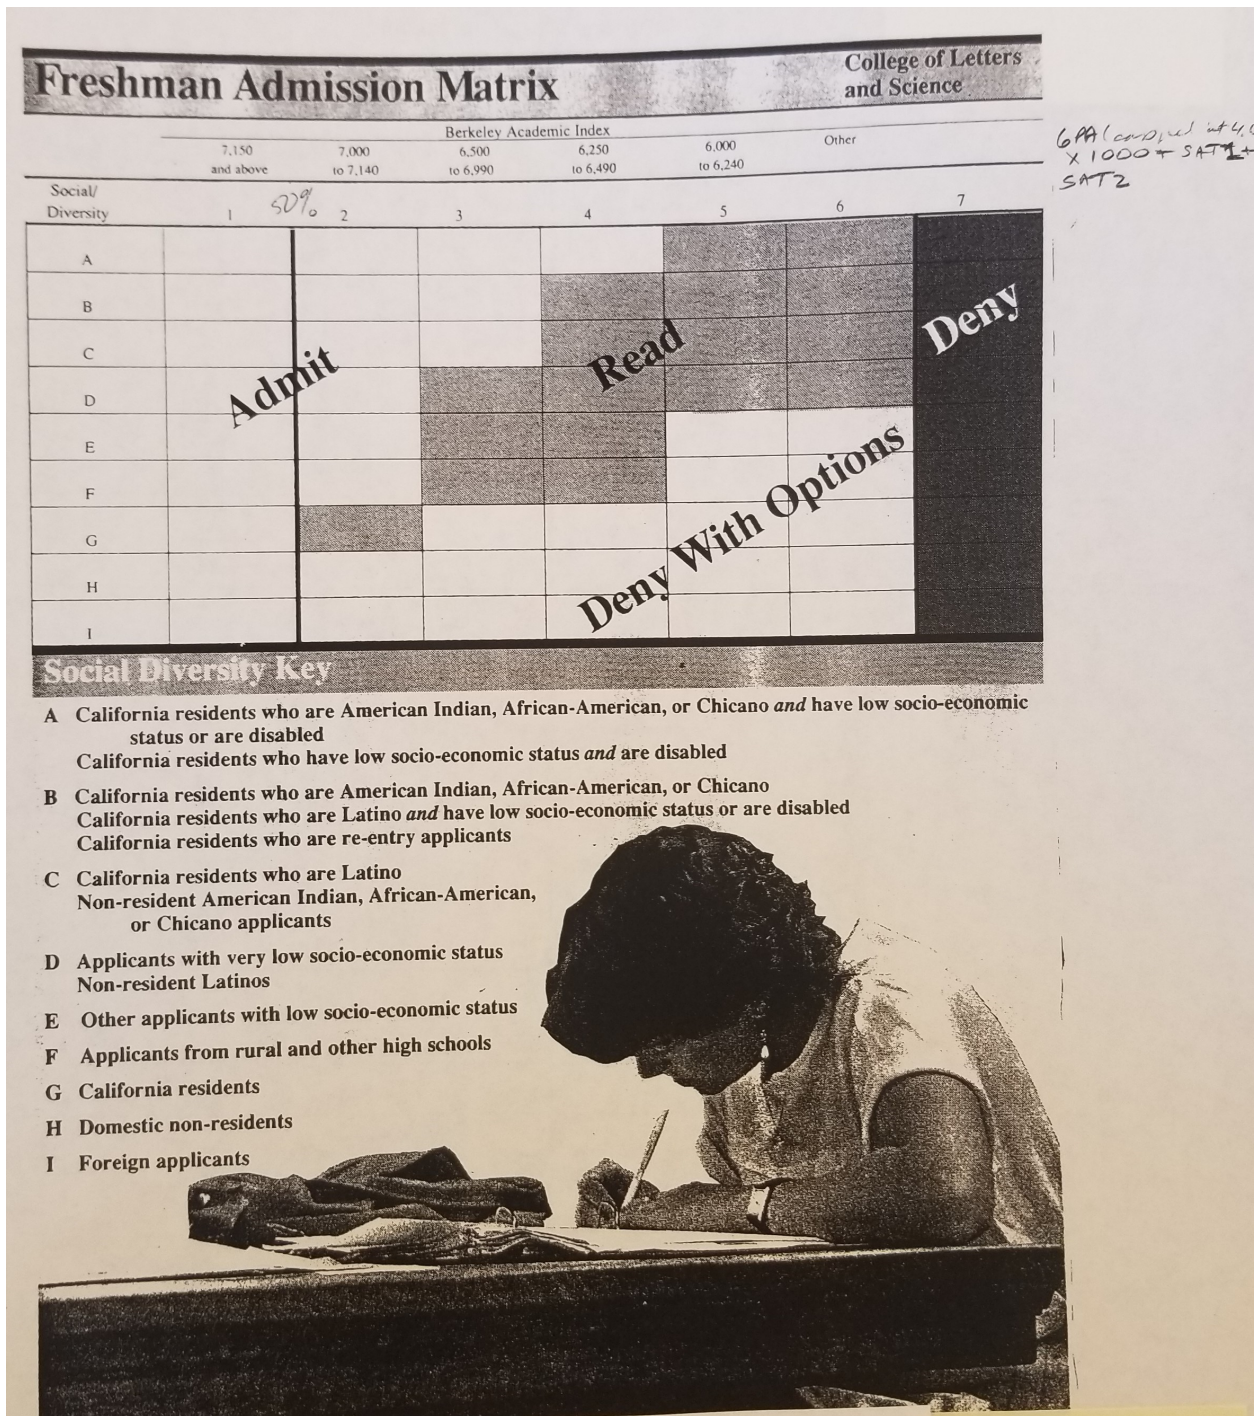 Freshman Admission Matrix
College of Letters
and Science
Berkeley Academic Index
7,150 7,000 6,500 6,250 6,000 Other
and above to 7,140 to 6,990 to 6,490 to 6,240
GPA ( 4.0
X 1000 + SAT1 +
SAT2
Social/
Diversity 1 50% 2 3 4 5 6 7
A
B
C
D
E
F
G
H
I
Admit
Read
Deny
Deny With Options
Social Diversity Key
A California residents who are American Indian, African-American, or Chicano and have low socio-economic
status or are disabled
California residents who have low socio-economic status and are disabled
B California residents who are American Indian, African-American, or Chicano
California residents who are Latino and have low socio-economic status or are disabled
California residents who are re-entry applicants
C California residents who are Latino
Non-resident American Indian, African-American,
or Chicano applicants
D Applicants with very low socio-economic status
Non-resident Latinos
E Other applicants with low socio-economic status
F Applicants from rural and other high schools
G California residents
H Domestic non-residents
I Foreign applicants